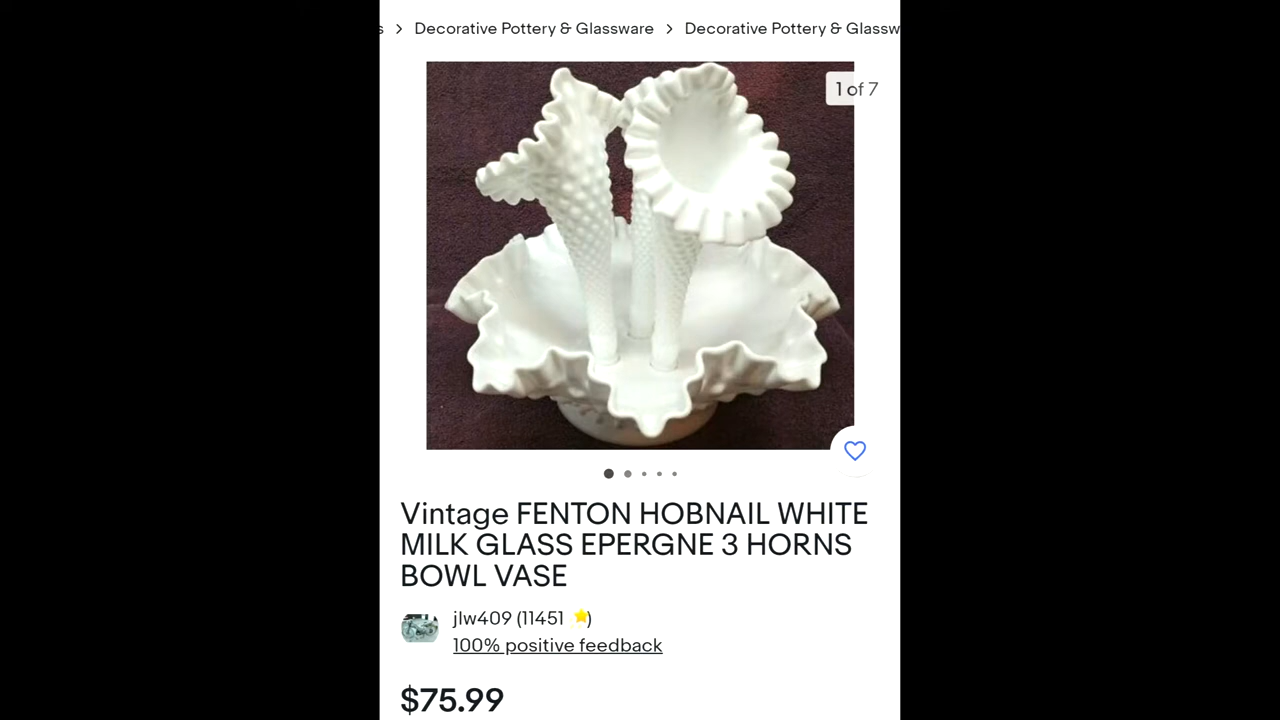 s > Decorative Pottery & Glassware > Decorative Pottery & Glassw
1 of 7
Vintage FENTON HOBNAIL WHITE
MILK GLASS EPERGNE 3 HORNS
BOWL VASE
jlw409 (11451 ⭐)
100% positive feedback
$75.99